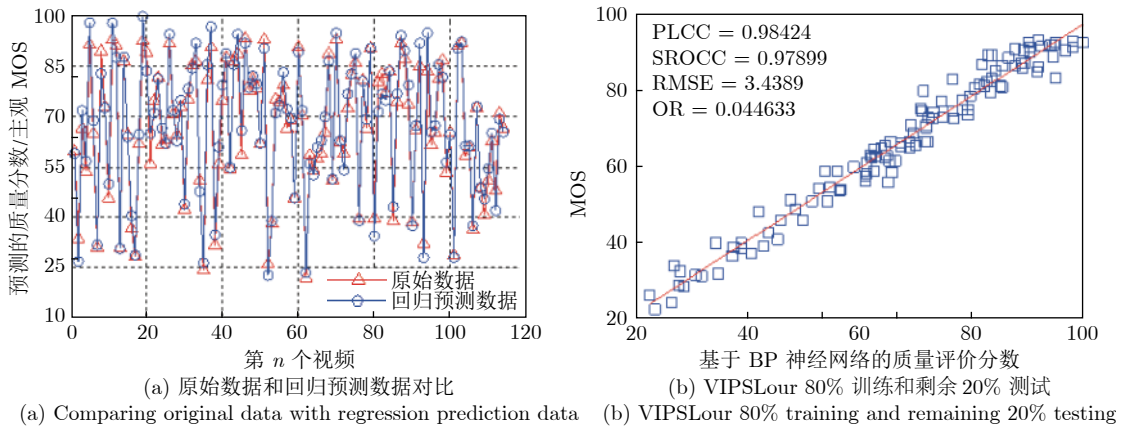 预测的质量分数/主观 MOS
100
85
70
55
40
25
10
原始数据
回归预测数据
0
20
40
60
80
100
120
第 n 个视频
(a) 原始数据和回归预测数据对比
(a) Comparing original data with regression prediction data
MOS
100
80
60
40
20
PLCC = 0.98424
SROCC = 0.97899
RMSE = 3.4389
OR = 0.044633
20
40
60
80
100
基于 BP 神经网络的质量评价分数
(b) VIPSLour 80% 训练和剩余 20% 测试
(b) VIPSLour 80% training and remaining 20% testing